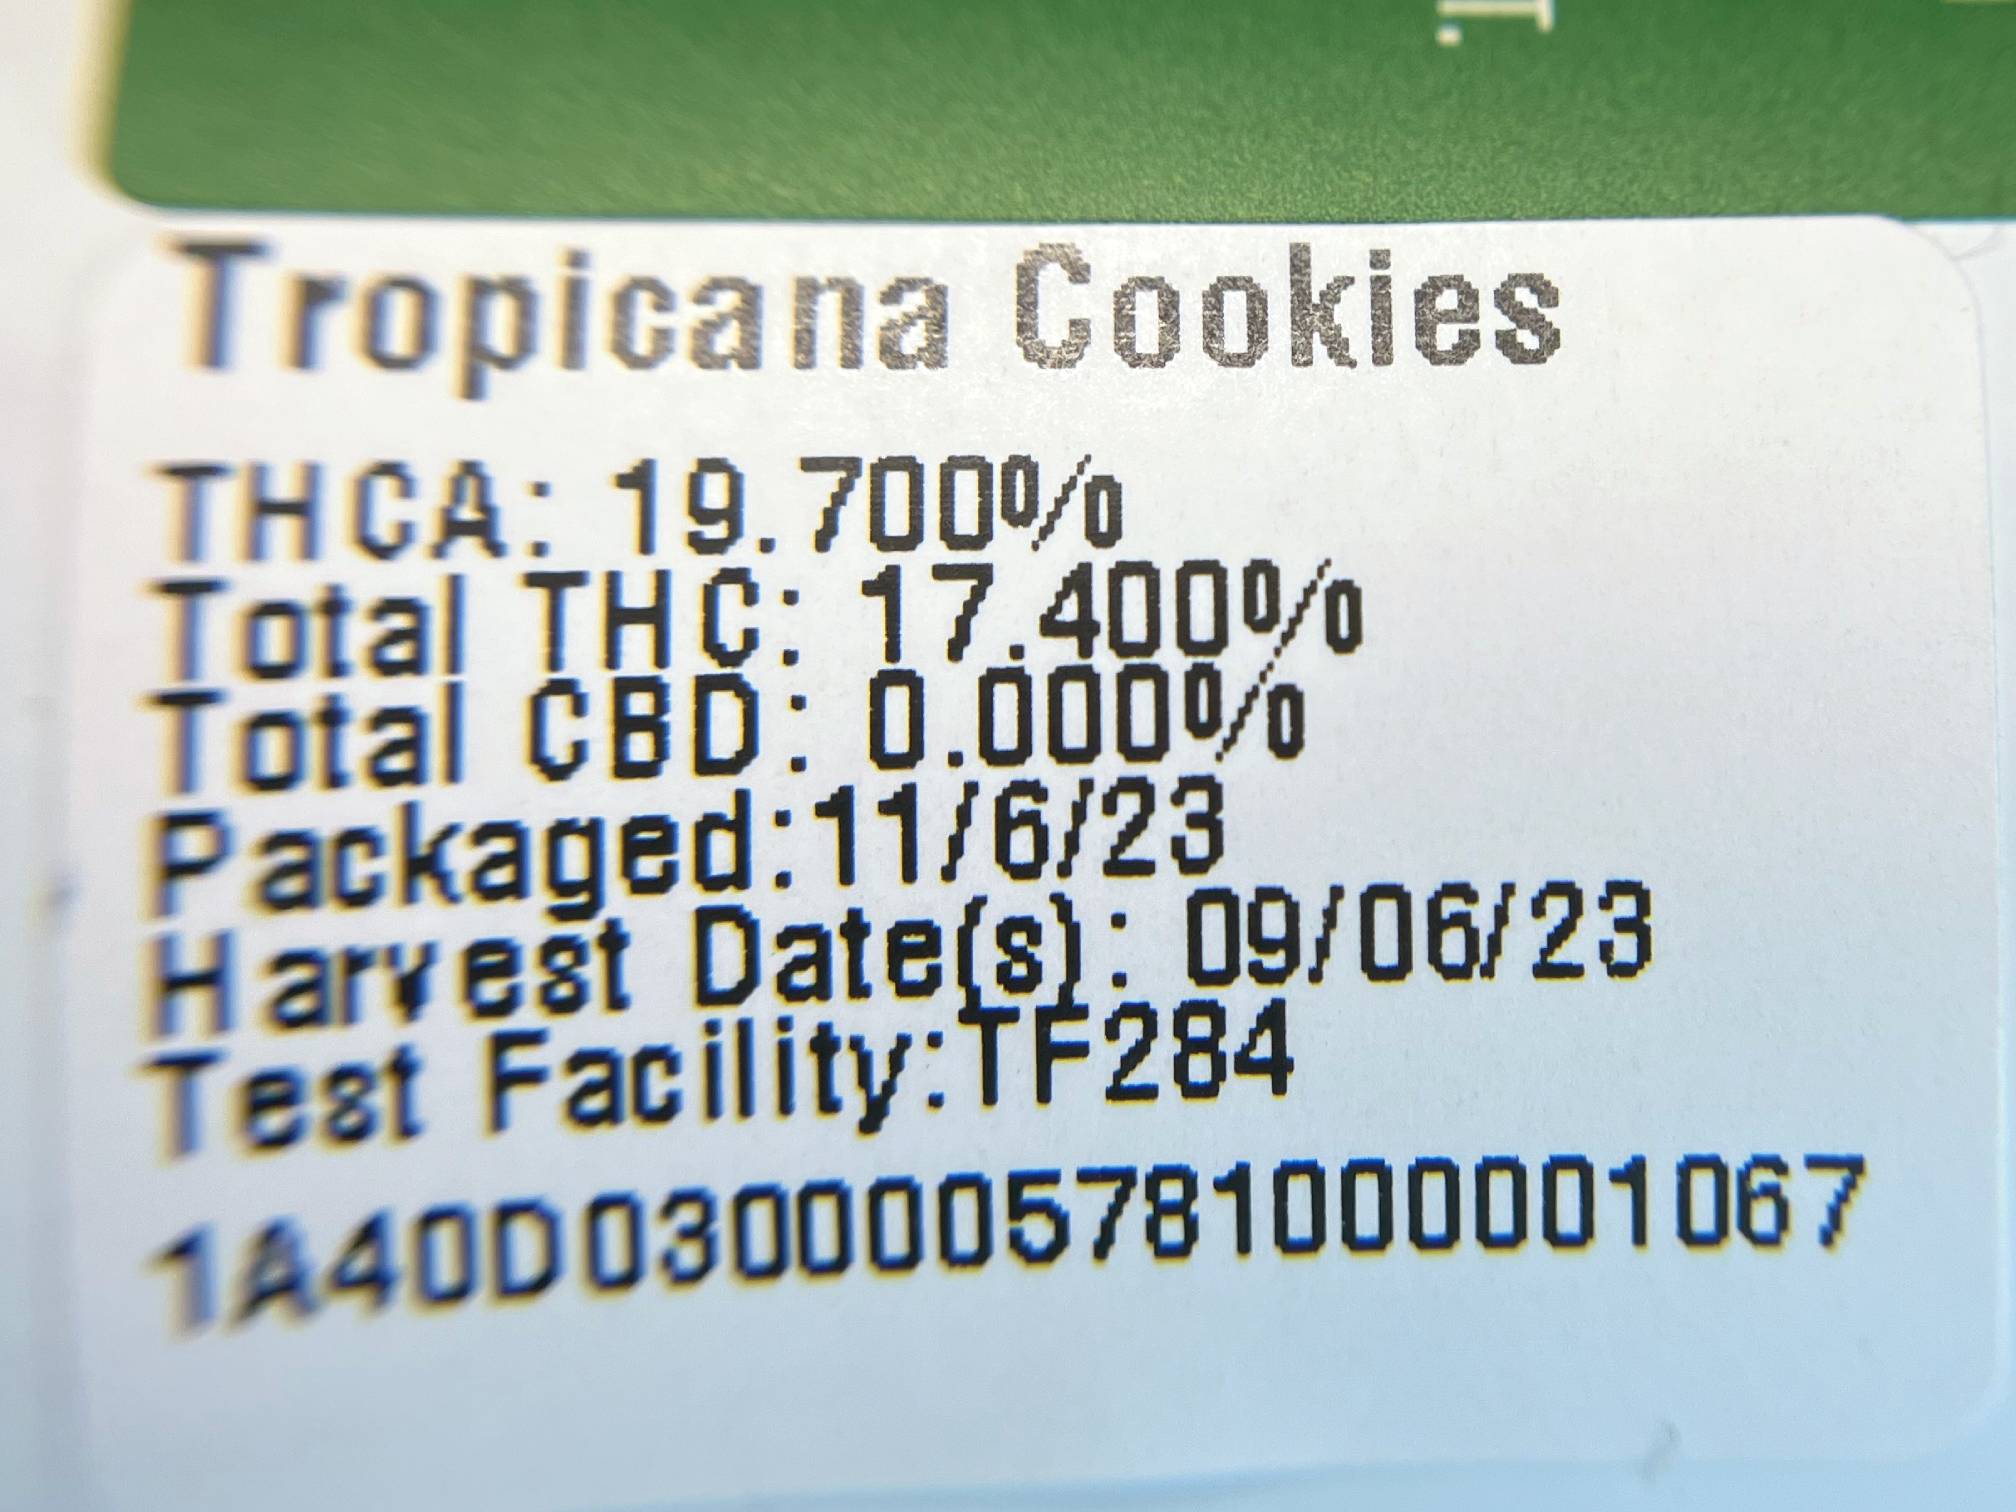 Tropicana Cookies
THCA: 19.700%
Total THC: 17.400%
Total CBD: 0.000%
Packaged:11/6/23
Harvest Date(s): 09/06/23
Test Facility:TF284
1A40D0300005781000001067